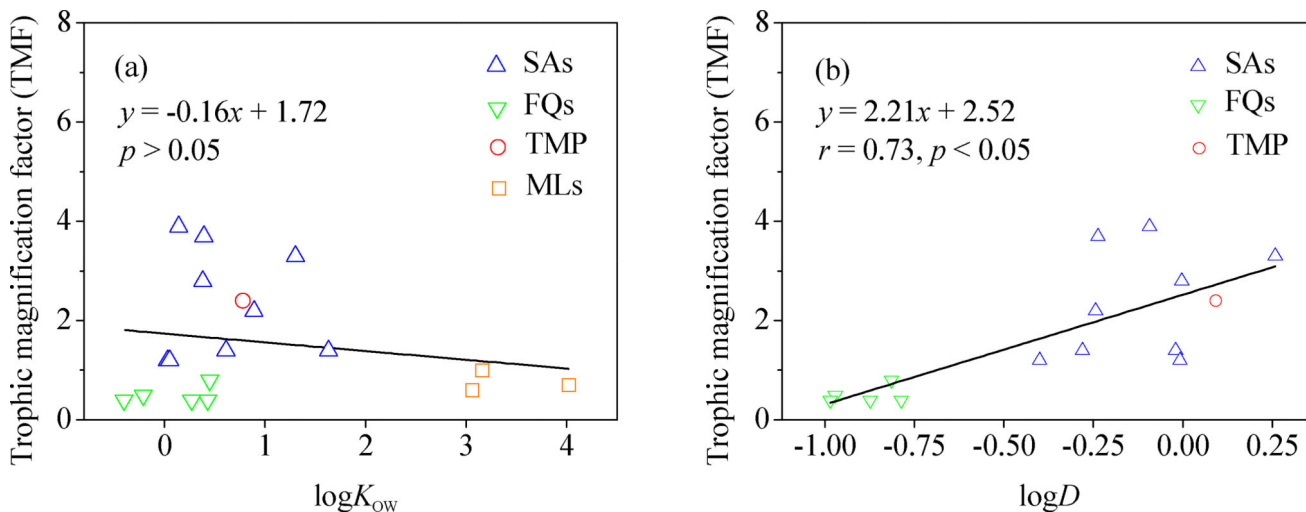 Trophic magnification factor (TMF)
8
6
4
2
0
(a)
y = -0.16x + 1.72
p > 0.05
SAs
FQs
TMP
MLs
0 1 2 3 4
logK_OW
Trophic magnification factor (TMF)
8
6
4
2
0
(b)
y = 2.21x + 2.52
r = 0.73, p < 0.05
SAs
FQs
TMP
-1.00 -0.75 -0.50 -0.25 0.00 0.25
logD